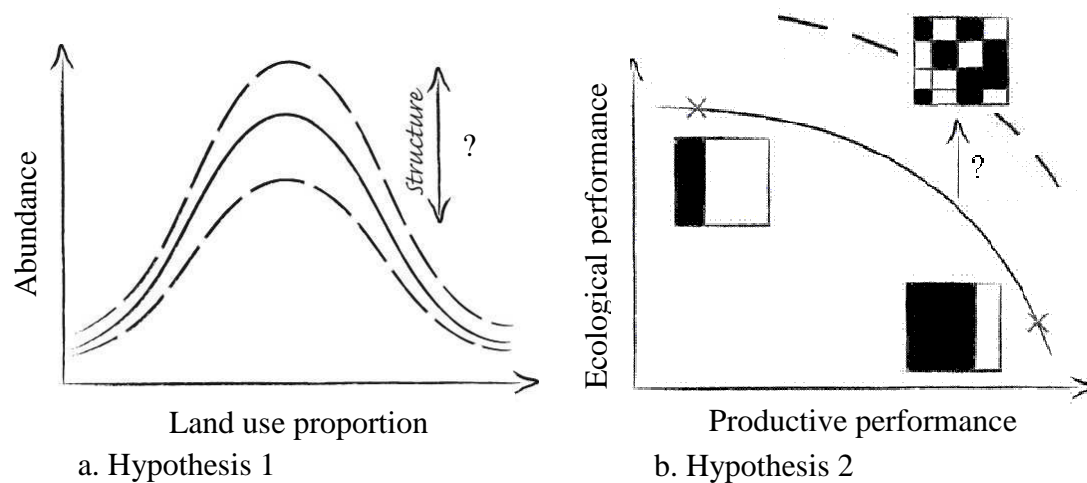 Abundance
Structure
?
Land use proportion
a. Hypothesis 1
Ecological performance
?
Productive performance
b. Hypothesis 2